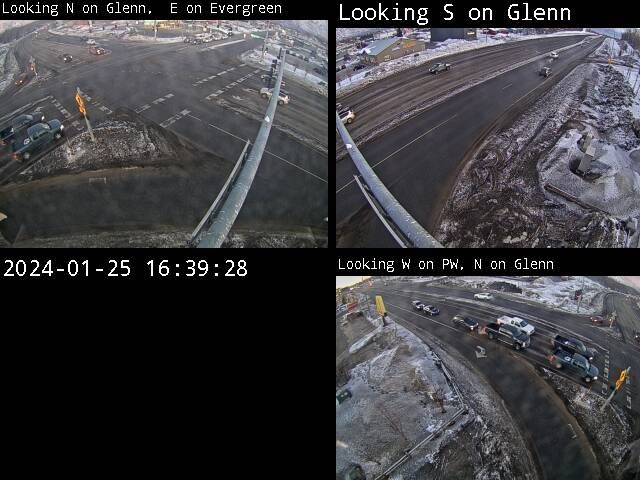 Looking N on Glenn,  E on Evergreen
Looking S on Glenn
2024-01-25 16:39:28
Looking W on PW, N on Glenn